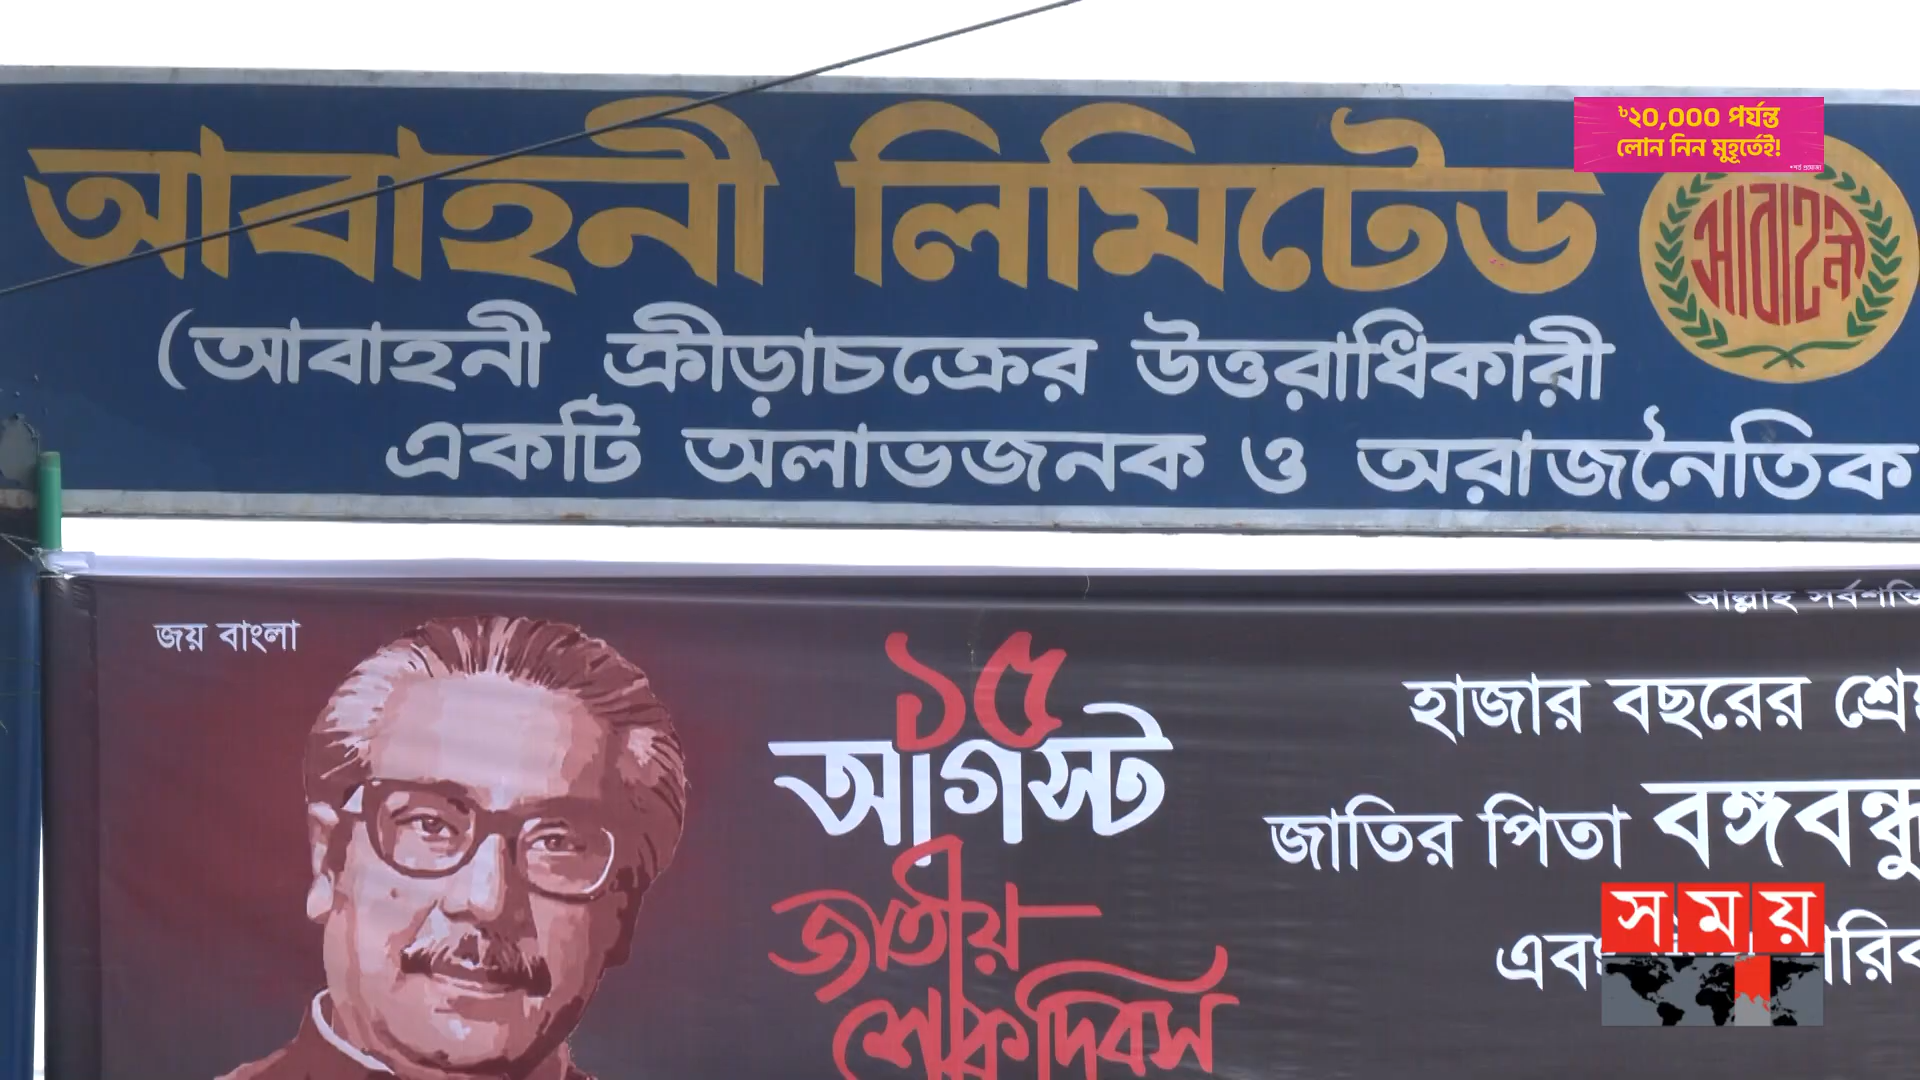 ৳২০,০০০ পর্যন্ত
লোন নিন মুহূর্তেই!
আবাহনী লিমিটেড
আবাহনী
(আবাহনী ক্রীড়াচক্রের উত্তরাধিকারী
একটি অলাভজনক ও অরাজনৈতিক
জয় বাংলা
১৫
আগস্ট
জাতীয়
শোকদিবস
হাজার বছরের
জাতির পিতা বঙ্গবন্ধু
সময়